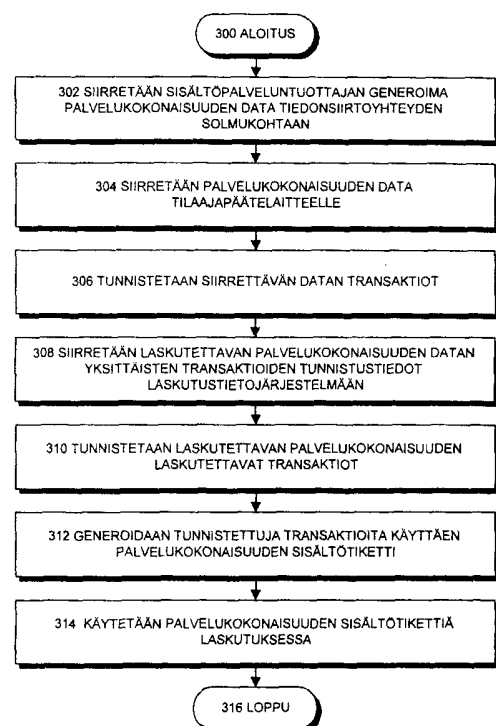 300 ALOITUS
302 SIIRRETÄÄN SISÄLTÖPALVELUNTUOTTAJAN GENEROIMA
PALVELUKOKONAISUUDEN DATA TIEDONSIIRTOYHTEYDEN
SOLMUKOHTAAN
304 SIIRRETÄÄN PALVELUKOKONAISUUDEN DATA
TILAAJAPÄÄTELAITTEELLE
306 TUNNISTETAAN SIIRRETTÄVÄN DATAN TRANSAKTIOT
308 SIIRRETÄÄN LASKUTETTAVAN PALVELUKOKONAISUUDEN DATAN
YKSITTÄISTEN TRANSAKTIOIDEN TUNNISTUSTIEDOT
LASKUTUSTIETOJÄRJESTELMÄÄN
310 TUNNISTETAAN LASKUTETTAVAN PALVELUKOKONAISUUDEN
LASKUTETTAVAT TRANSAKTIOT
312 GENEROIDAAN TUNNISTETTUJA TRANSAKTIOITA KÄYTTÄEN
PALVELUKOKONAISUUDEN SISÄLTÖTIKETTI
314 KÄYTETÄÄN PALVELUKOKONAISUUDEN SISÄLTÖTIKETTIÄ
LASKUTUKSESSA
316 LOPPU